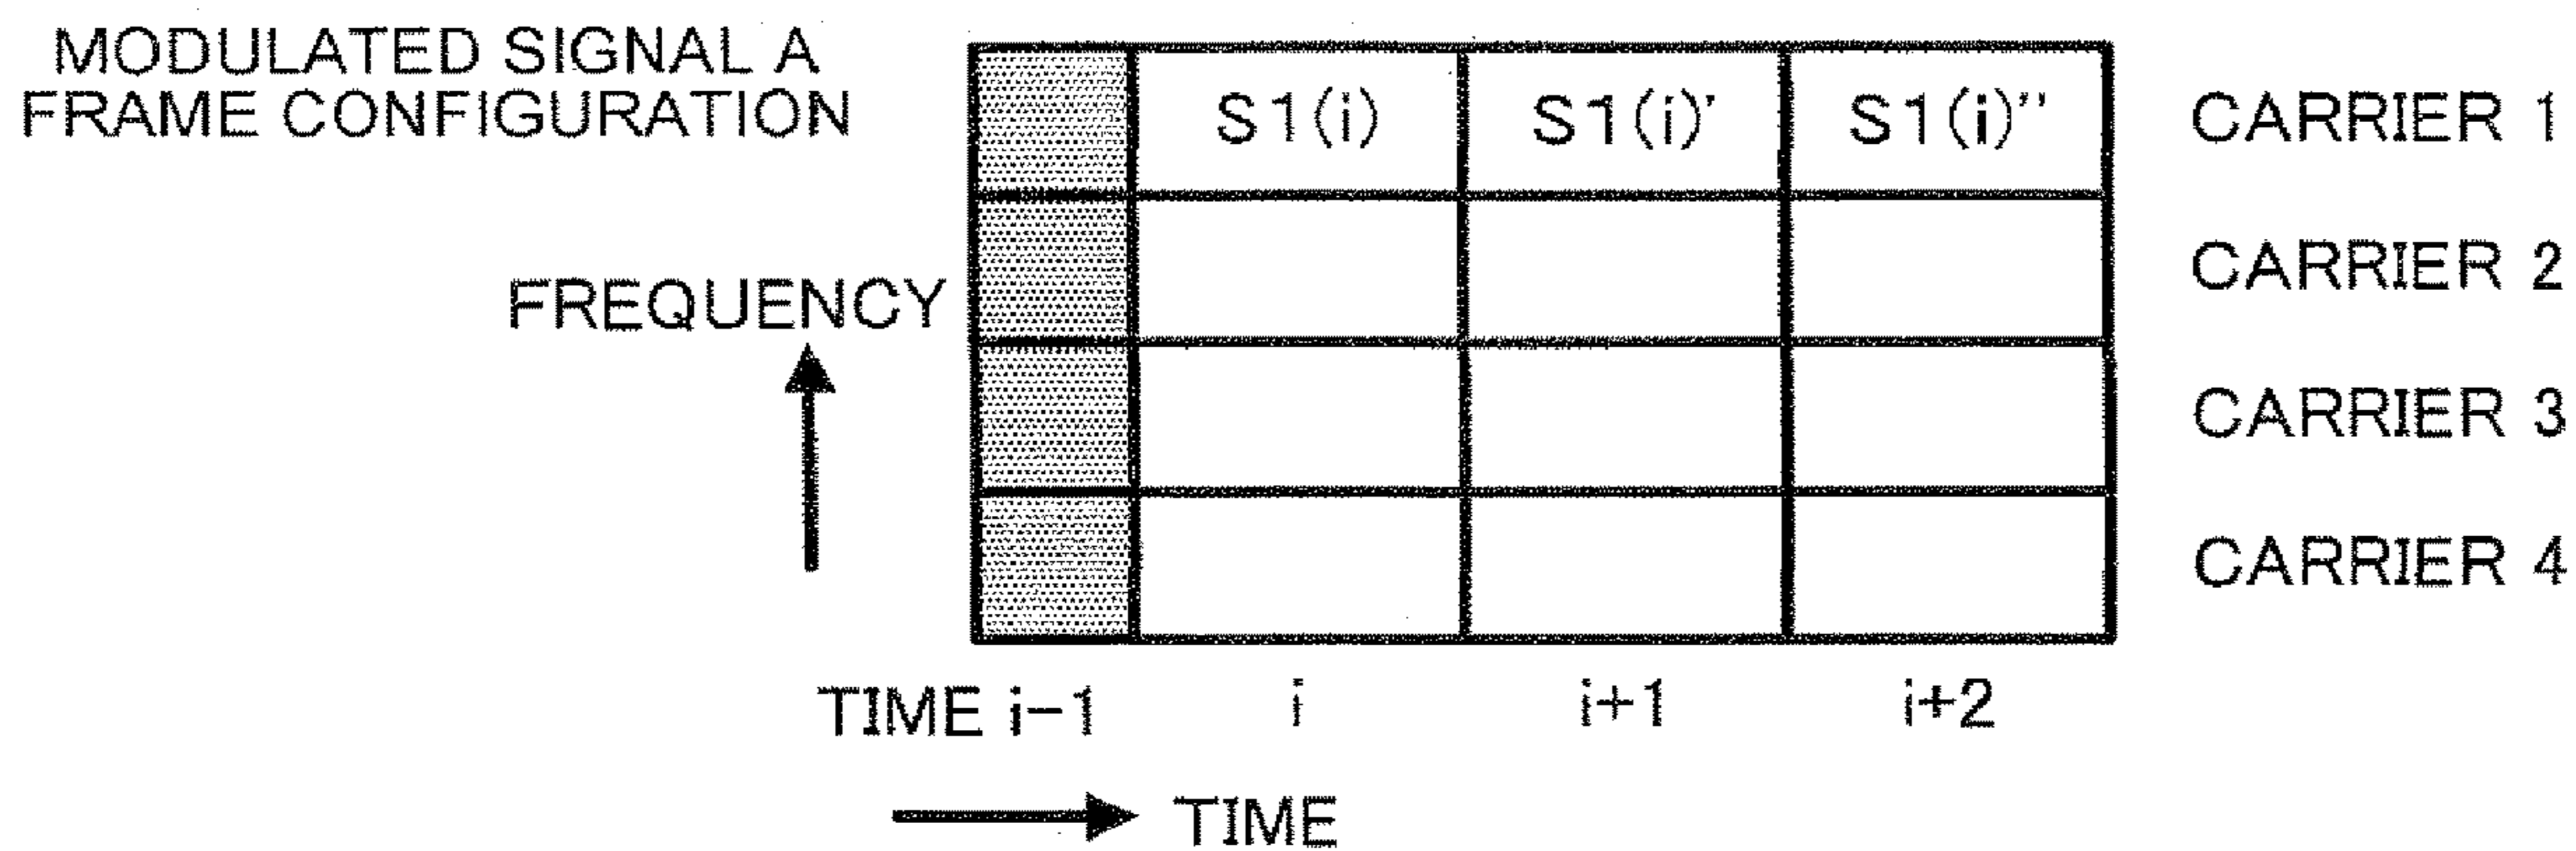 MODULATED SIGNAL A
FRAME CONFIGURATION
S1(i) S1(i)' S1(i)'' CARRIER 1
CARRIER 2
FREQUENCY
CARRIER 3
CARRIER 4
TIME i-1 i i+1 i+2
TIME